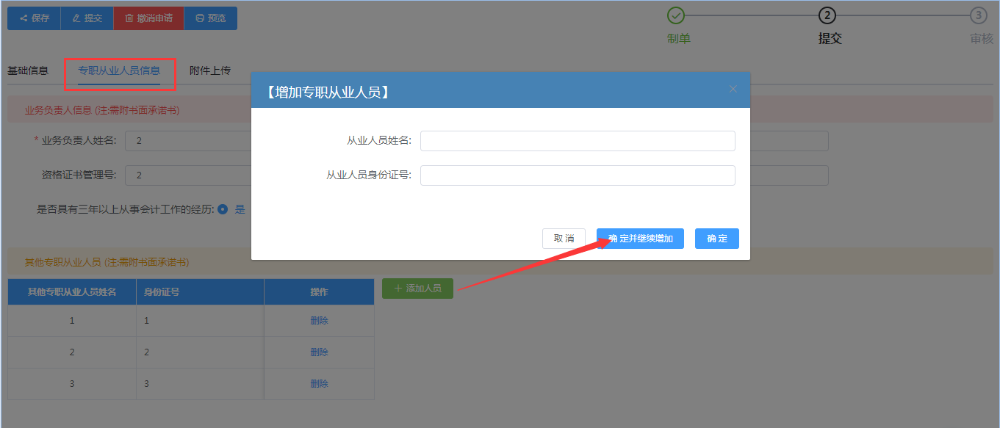 保存 提交 撤消申请 预览
2 3
制单 提交 审核
基础信息 专职从业人员信息 附件上传
【增加专职从业人员】
业务负责人信息 (注:需附书面承诺书)
* 业务负责人姓名: 2
从业人员姓名:
资格证书管理号: 2
从业人员身份证号:
是否具有三年以上从事会计工作的经历: 是
取 消 确 定并继续增加 确 定
其他专职从业人员 (注:需附书面承诺书)
其他专职从业人员姓名 身份证号 操作
+ 添加人员
1 1 删除
2 2 删除
3 3 删除